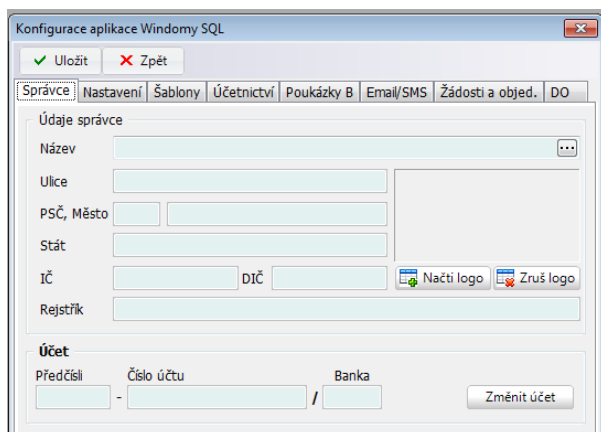 Konfigurace aplikace Windomy SQL
Uložit Zpět
Správce Nastavení Šablony Účetnictví Poukázky B Email/SMS Žádosti a objed. DO
Údaje správce
Název
Ulice
PSČ, Město
Stát
IČ DIČ Načti logo Zruš logo
Rejstřík
Účet
Předčísli Číslo účtu Banka
- / Změnit účet